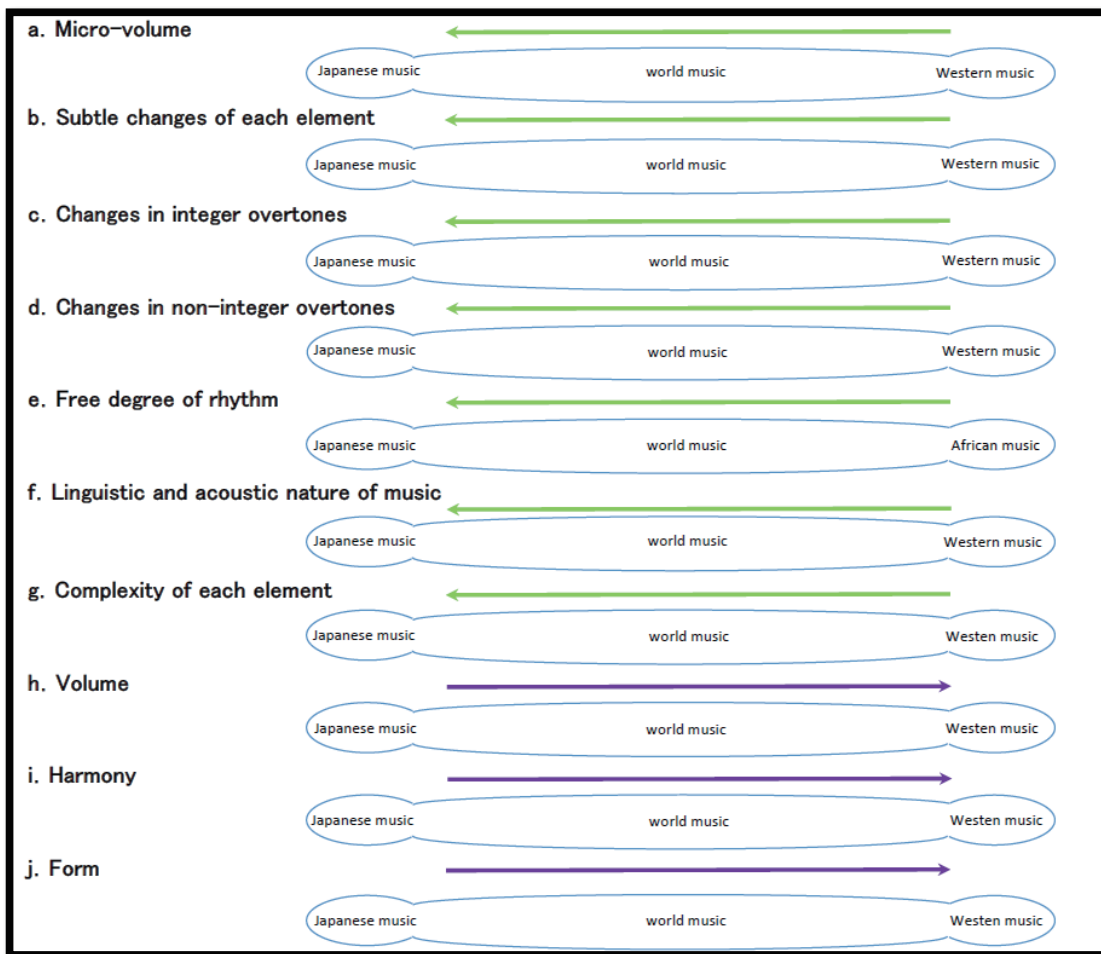 a. Micro-volume
Japanese music world music Western music
b. Subtle changes of each element
Japanese music world music Western music
c. Changes in integer overtones
Japanese music world music Western music
d. Changes in non-integer overtones
Japanese music world music Western music
e. Free degree of rhythm
Japanese music world music African music
f. Linguistic and acoustic nature of music
Japanese music world music Western music
g. Complexity of each element
Japanese music world music Westen music
h. Volume
Japanese music world music Westen music
i. Harmony
Japanese music world music Westen music
j. Form
Japanese music world music Westen music